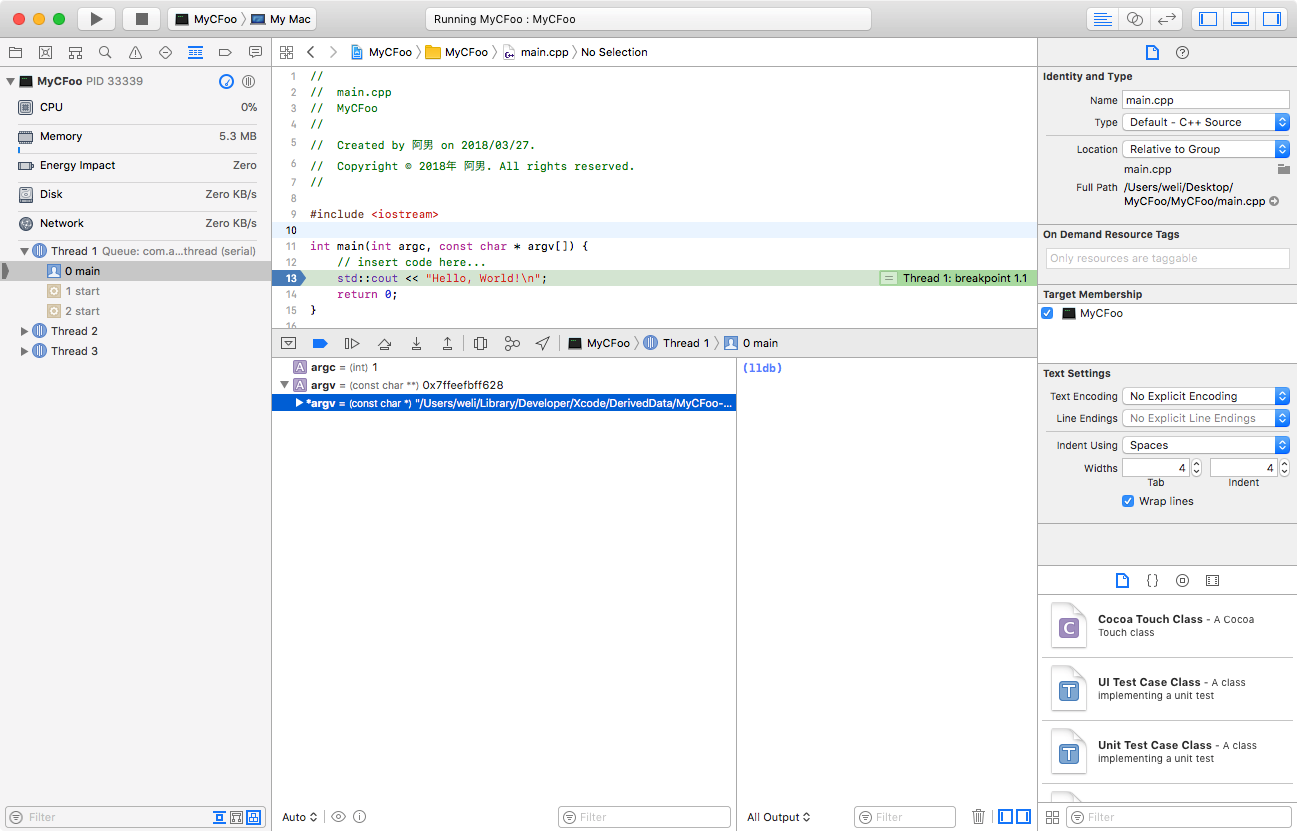 MyCFoo My Mac
Running MyCFoo : MyCFoo
MyCFoo PID 33339
CPU 0%
Memory 5.3 MB
Energy Impact Zero
Disk Zero KB/s
Network Zero KB/s
Thread 1 Queue: com.a...thread (serial)
0 main
1 start
2 start
Thread 2
Thread 3
Filter
MyCFoo MyCFoo main.cpp No Selection
1 //
2 // main.cpp
3 // MyCFoo
4 //
5 // Created by 阿男 on 2018/03/27.
6 // Copyright © 2018年 阿男. All rights reserved.
7 //
8
9 #include <iostream>
10
11 int main(int argc, const char * argv[]) {
12 // insert code here...
13 std::cout << "Hello, World!\n"; = Thread 1: breakpoint 1.1
14 return 0;
15 }
16
MyCFoo Thread 1 0 main
A argc = (int) 1
A argv = (const char **) 0x7ffeefbff628
*argv = (const char *) "/Users/weli/Library/Developer/Xcode/DerivedData/MyCFoo-...
Auto Filter
(lldb)
All Output Filter
Identity and Type
Name main.cpp
Type Default - C++ Source
Location Relative to Group
main.cpp
Full Path /Users/weli/Desktop/
MyCFoo/MyCFoo/main.cpp
On Demand Resource Tags
Only resources are taggable
Target Membership
MyCFoo
Text Settings
Text Encoding No Explicit Encoding
Line Endings No Explicit Line Endings
Indent Using Spaces
Widths 4 4
Tab Indent
Wrap lines
{}
C Cocoa Touch Class - A Cocoa
Touch class
T UI Test Case Class - A class
implementing a unit test
T Unit Test Case Class - A class
implementing a unit test
Filter